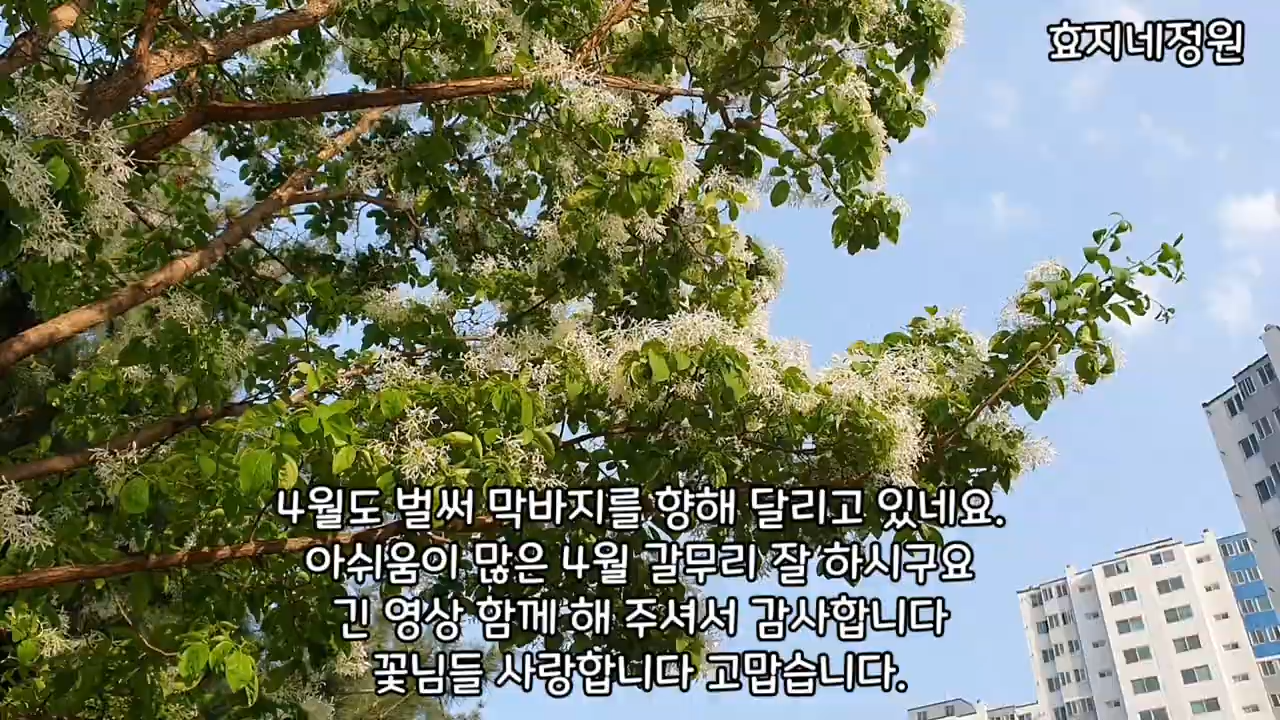 효지네정원
4월도 벌써 막바지를 향해 달리고 있네요.
아쉬움이 많은 4월 갈무리 잘 하시구요
긴 영상 함께 해 주셔서 감사합니다
꽃님들 사랑합니다 고맙습니다.